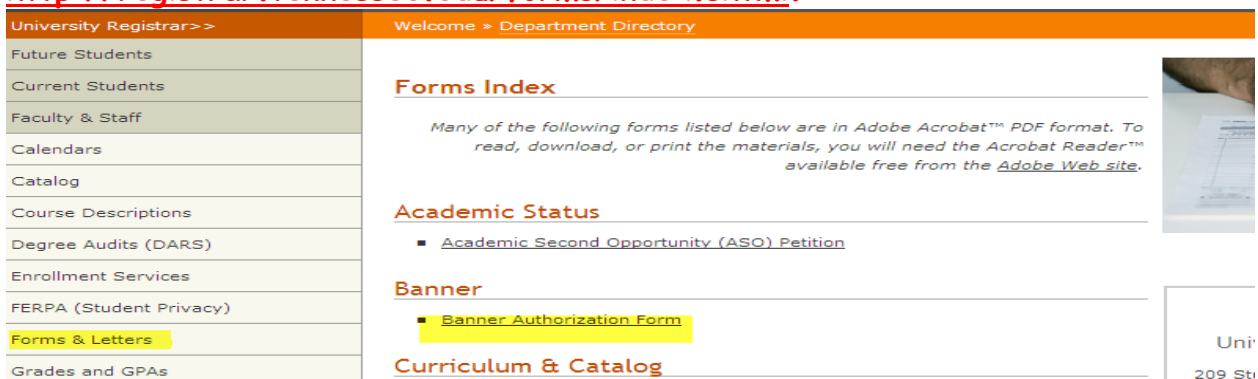 University Registrar>>
Welcome » Department Directory
Future Students
Current Students
Faculty & Staff
Calendars
Catalog
Course Descriptions
Degree Audits (DARS)
Enrollment Services
FERPA (Student Privacy)
Forms & Letters
Grades and GPAs
Forms Index
Many of the following forms listed below are in Adobe Acrobat™ PDF format. To
read, download, or print the materials, you will need the Acrobat Reader™
available free from the Adobe Web site.
Academic Status
▪ Academic Second Opportunity (ASO) Petition
Banner
▪ Banner Authorization Form
Curriculum & Catalog
209